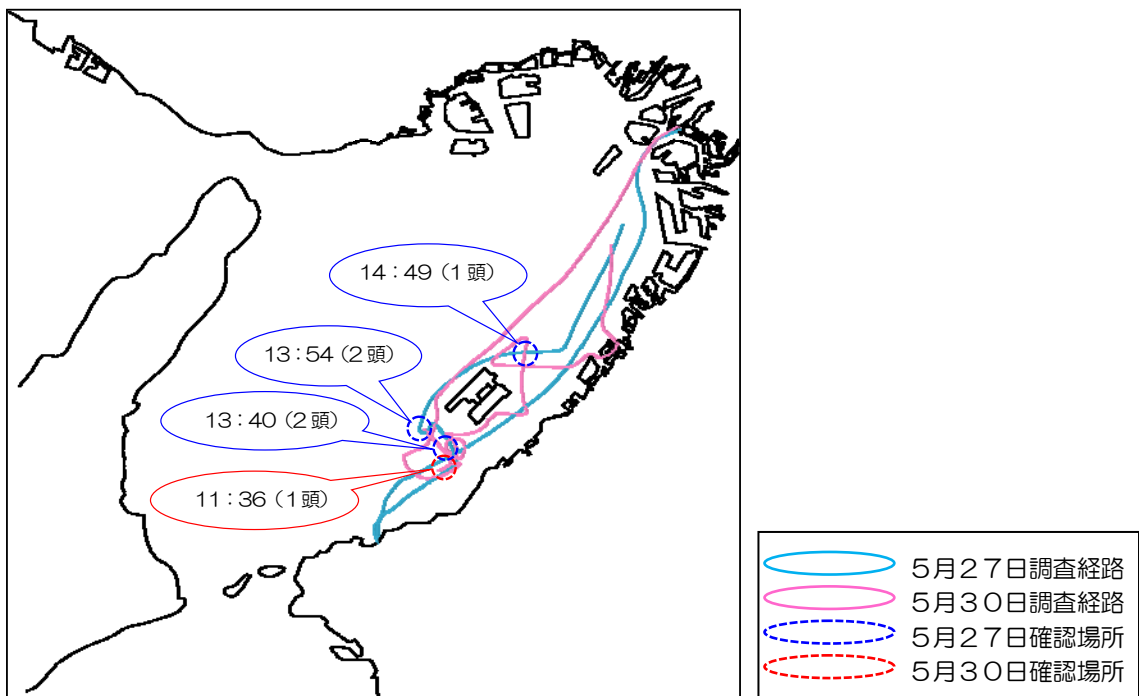 14：49（1頭）
13：54（2頭）
13：40（2頭）
11：36（1頭）
5月27日調査経路
5月30日調査経路
5月27日確認場所
5月30日確認場所